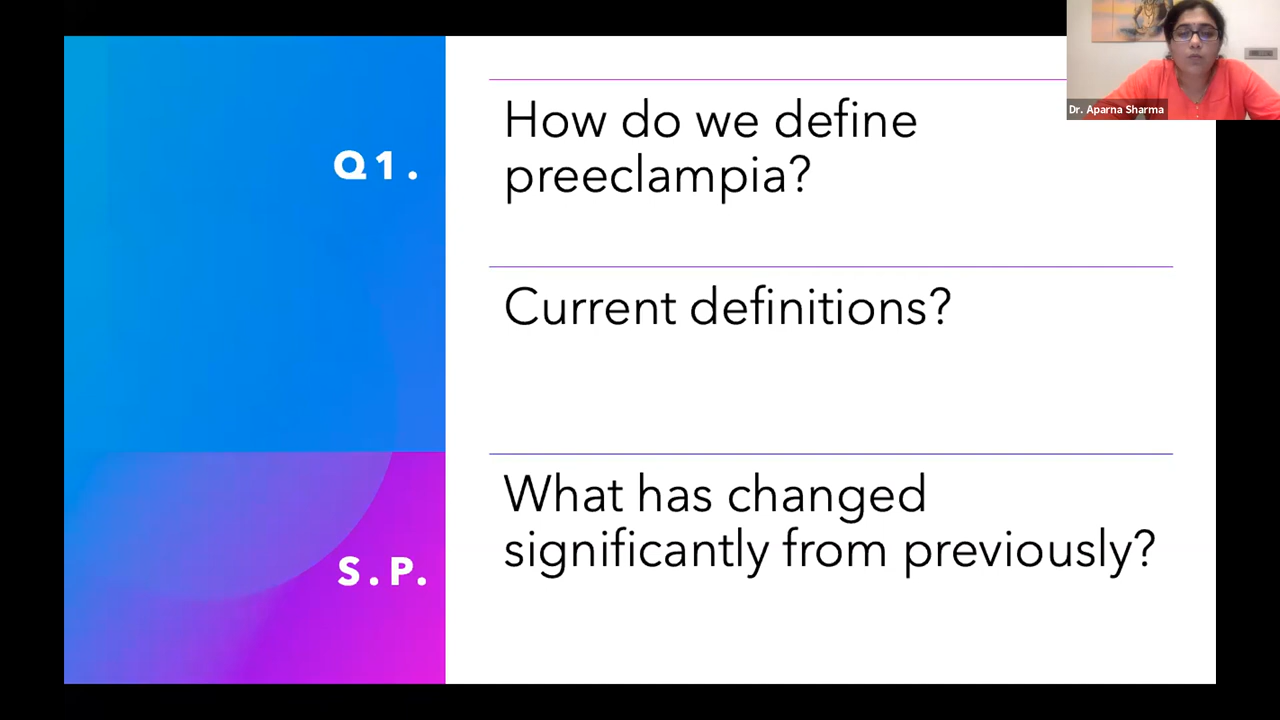 Q1.
How do we define
preeclampia?
Current definitions?
What has changed
significantly from previously?
S.P.
Dr. Aparna Sharma